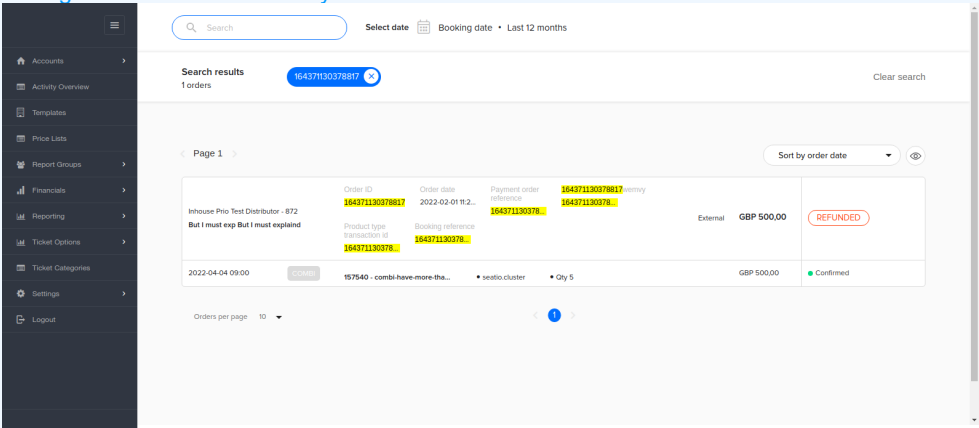 Search
Select date
Booking date • Last 12 months
Accounts
Activity Overview
Templates
Price Lists
Report Groups
Financials
Reporting
Ticket Options
Ticket Categories
Settings
Logout
Search results
1 orders
164371130378817
Clear search
Page 1
Sort by order date
Inhouse Prio Test Distributor - 872
But I must exp But I must explaind
Order ID
164371130378817
Order date
2022-02-01 11:2...
Payment order
reference
164371130378...
164371130378817wemvy
164371130378...
Product type
transaction id
164371130378...
Booking reference
164371130378...
External
GBP 500,00
REFUNDED
2022-04-04 09:00
COMBI
157540 - combi-have-more-tha...
• seatio.cluster
• Qty 5
GBP 500,00
Confirmed
Orders per page 10
1